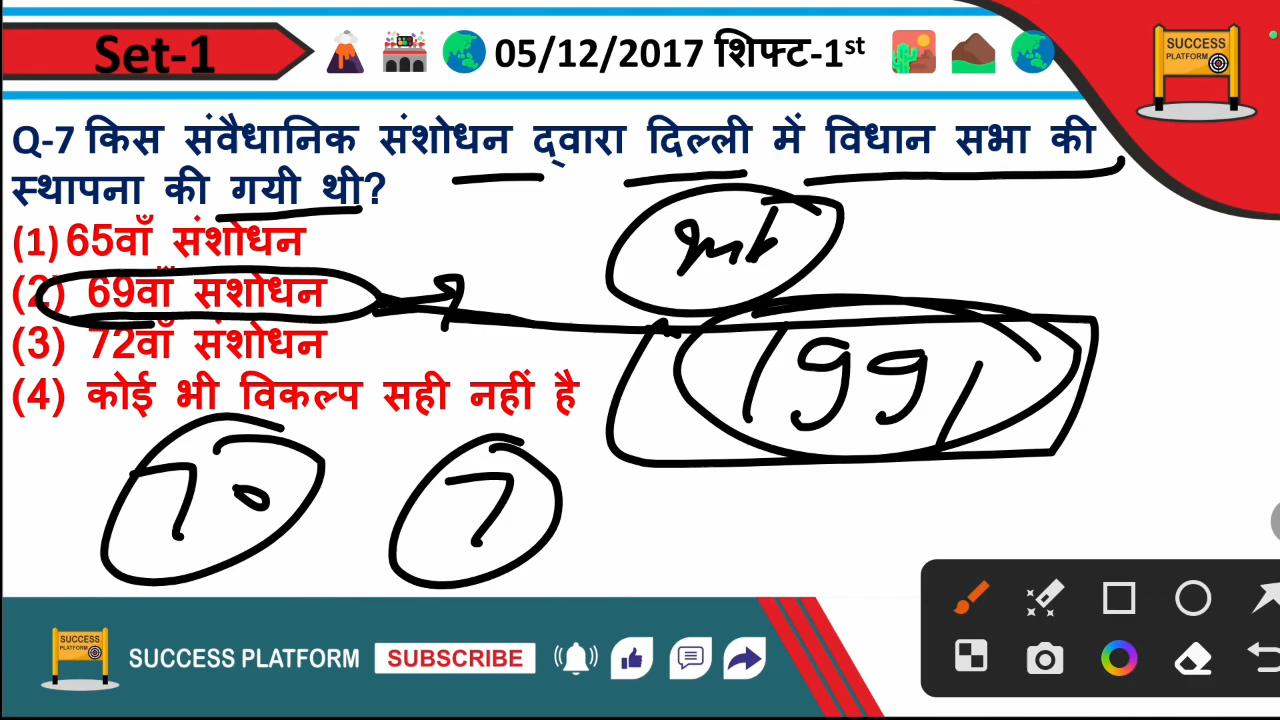 Set-1
05/12/2017 शिफ्ट-1st
SUCCESS
PLATFORM
Q-7 किस संवैधानिक संशोधन द्वारा दिल्ली में विधान सभा की
स्थापना की गयी थी?
(1) 65वाँ संशोधन
(2) 69वाँ संशोधन
(3) 72वाँ संशोधन
(4) कोई भी विकल्प सही नहीं है
1991
70
7
SUCCESS
PLATFORM
SUCCESS PLATFORM
SUBSCRIBE